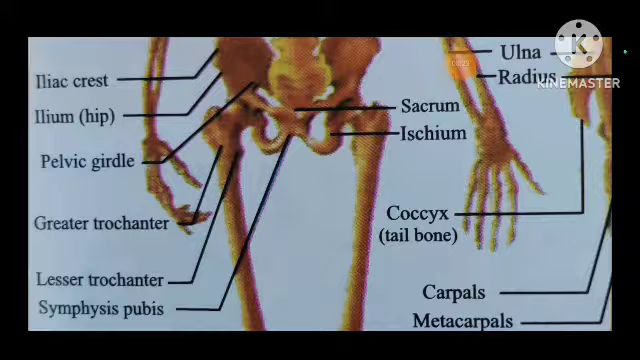 Iliac crest
Ilium (hip)
Pelvic girdle
Greater trochanter
Lesser trochanter
Symphysis pubis
Sacrum
Ischium
Coccyx
(tail bone)
Ulna
Radius
Carpals
Metacarpals
K
KINEMASTER